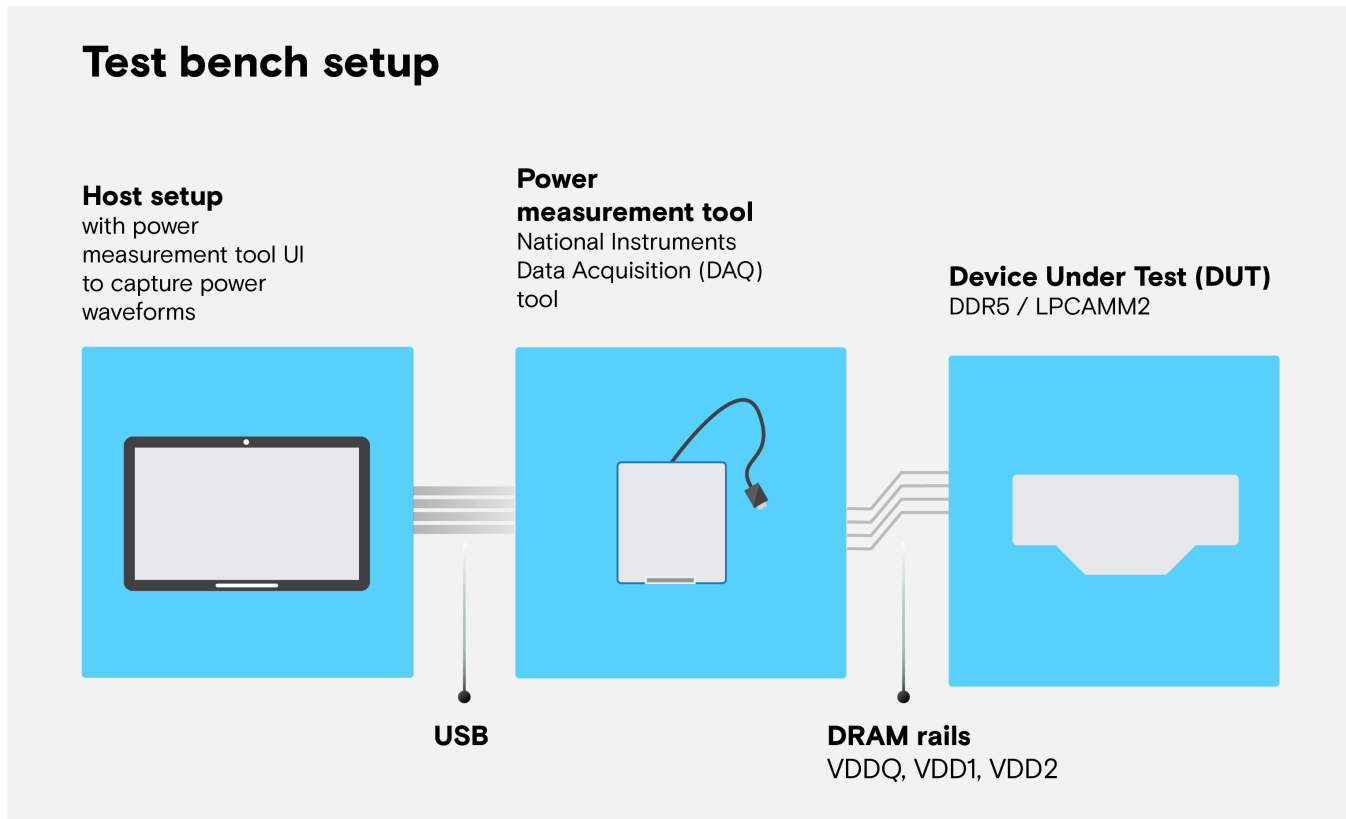 Test bench setup
Host setup
with power
measurement tool UI
to capture power
waveforms
Power
measurement tool
National Instruments
Data Acquisition (DAQ)
tool
Device Under Test (DUT)
DDR5 / LPCAMM2
USB
DRAM rails
VDDQ, VDD1, VDD2